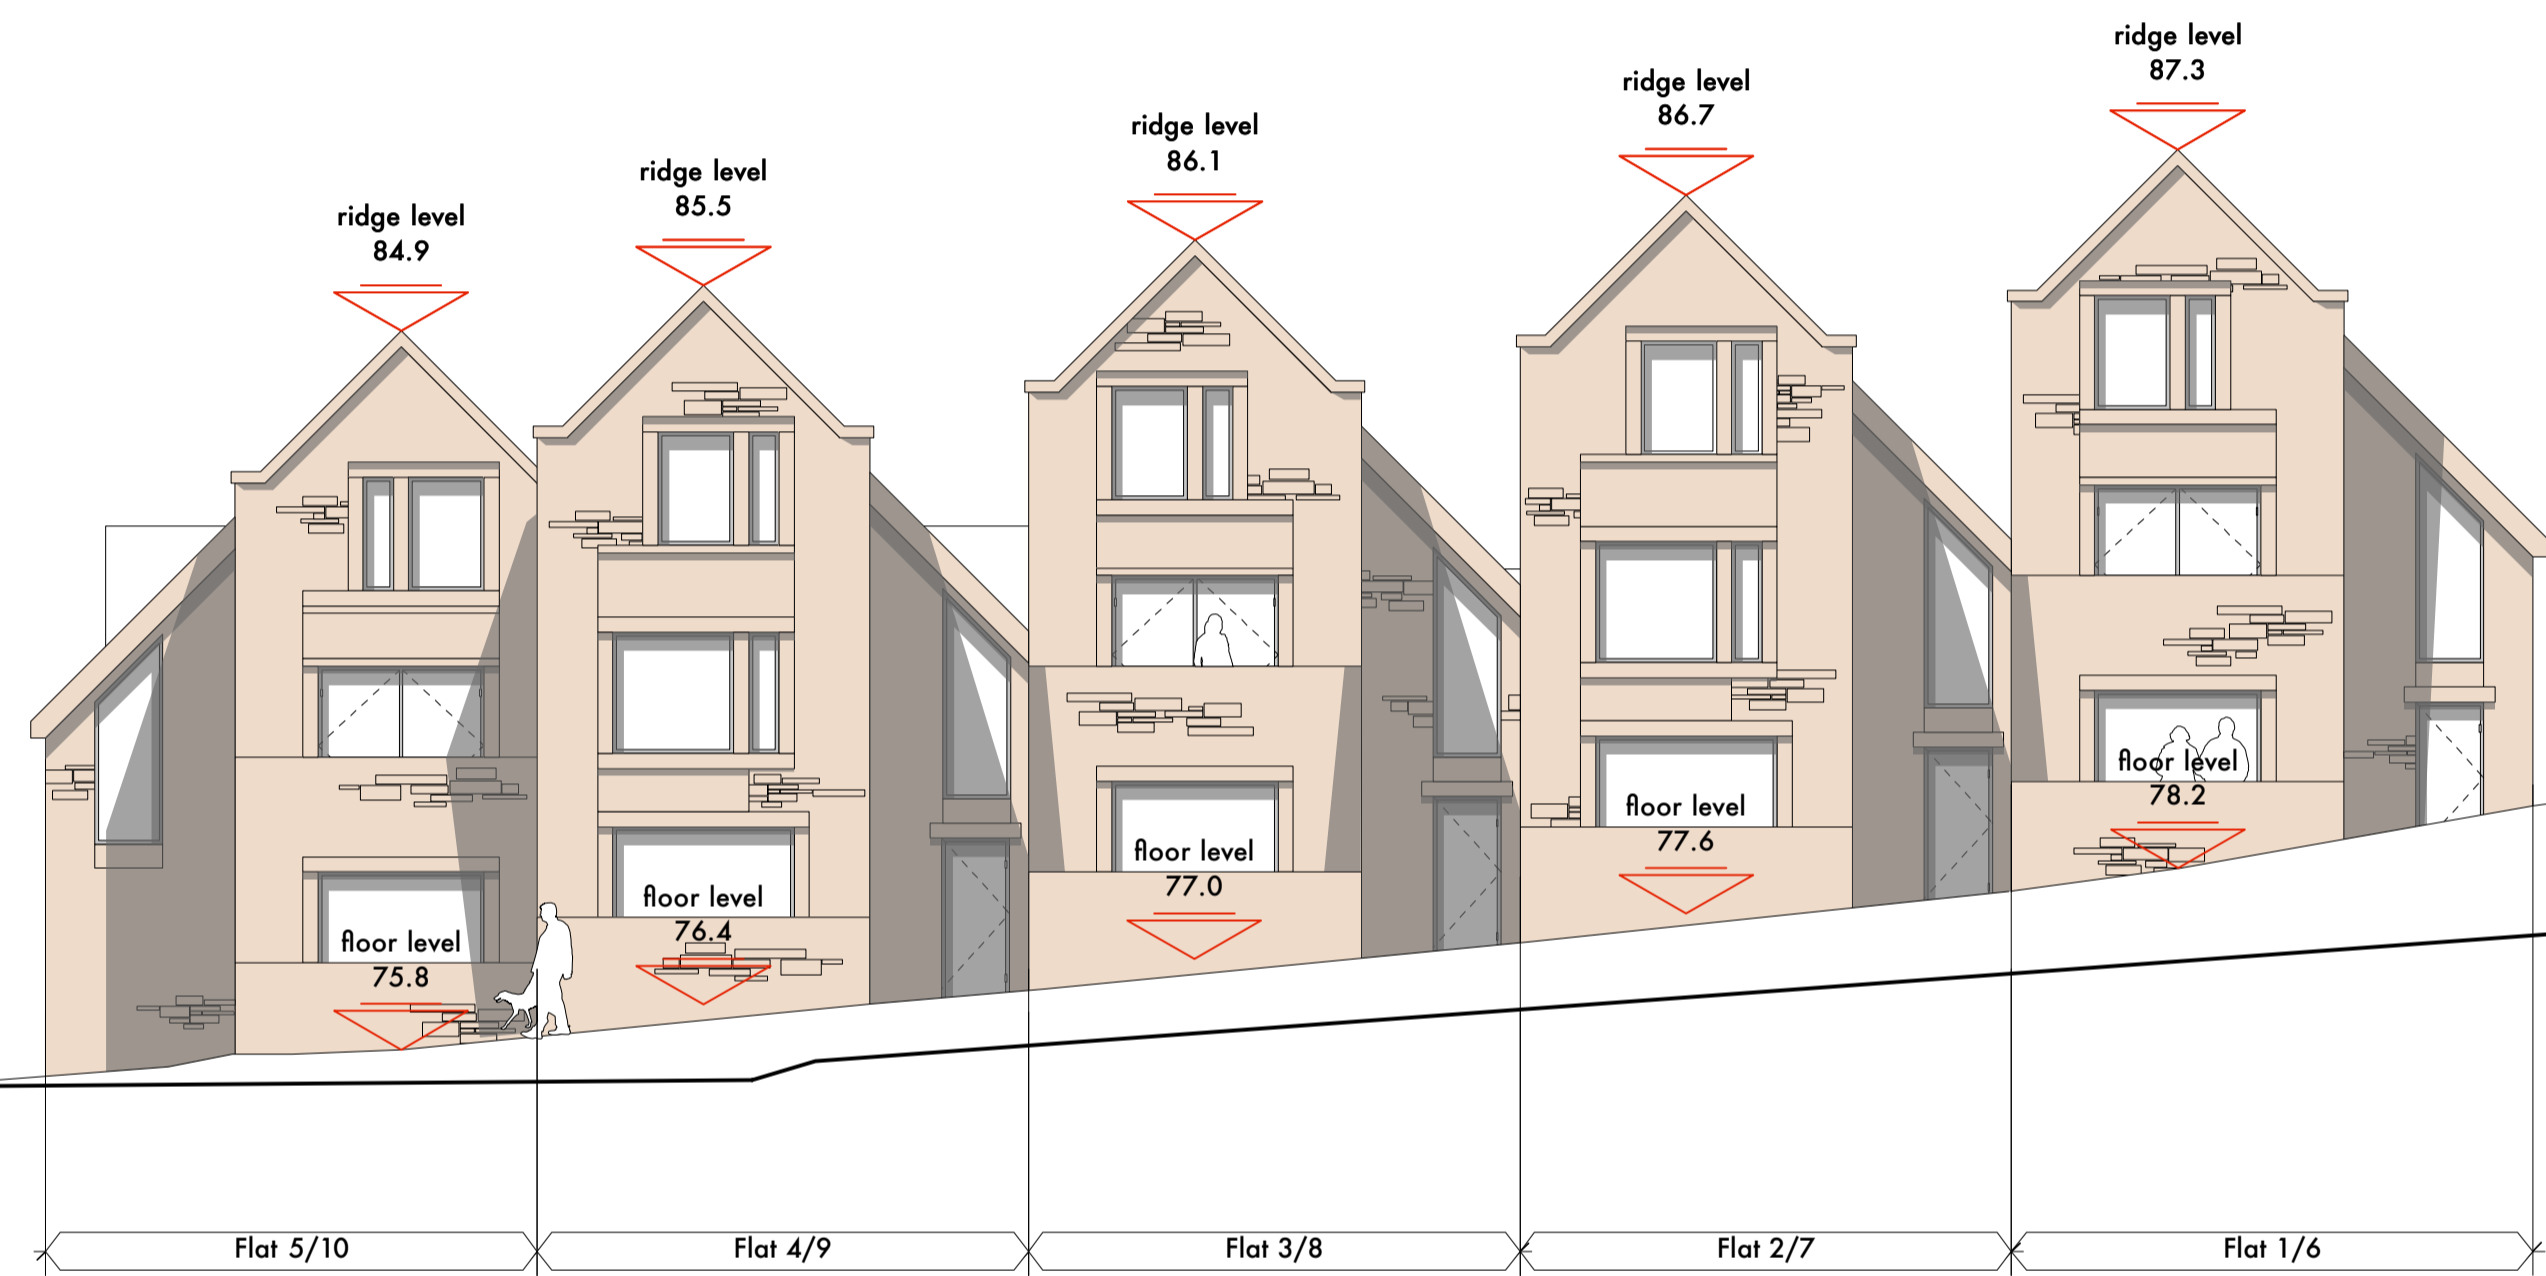 ridge level
84.9
ridge level
85.5
ridge level
86.1
ridge level
86.7
ridge level
87.3
floor level
75.8
floor level
76.4
floor level
77.0
floor level
77.6
floor level
78.2
Flat 5/10
Flat 4/9
Flat 3/8
Flat 2/7
Flat 1/6